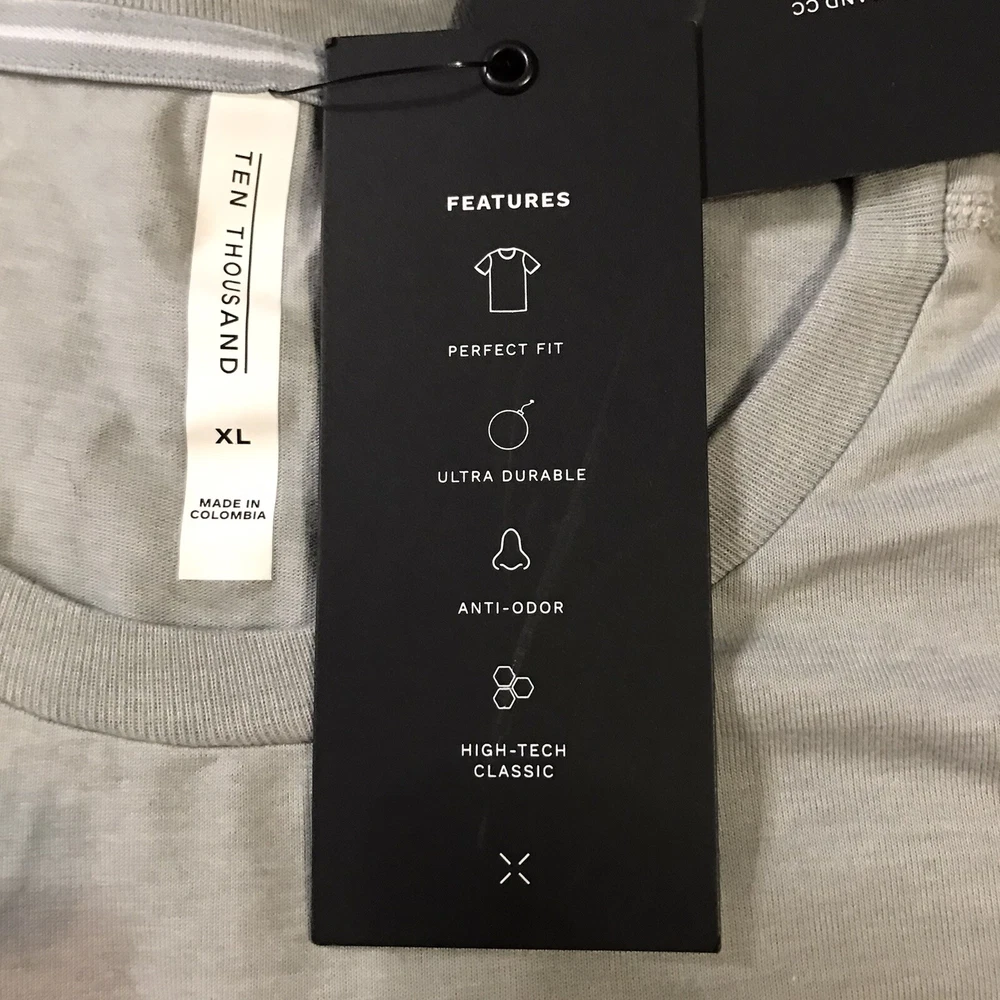 TEN THOUSAND
XL
MADE IN
COLOMBIA
FEATURES
PERFECT FIT
ULTRA DURABLE
ANTI-ODOR
HIGH-TECH
CLASSIC